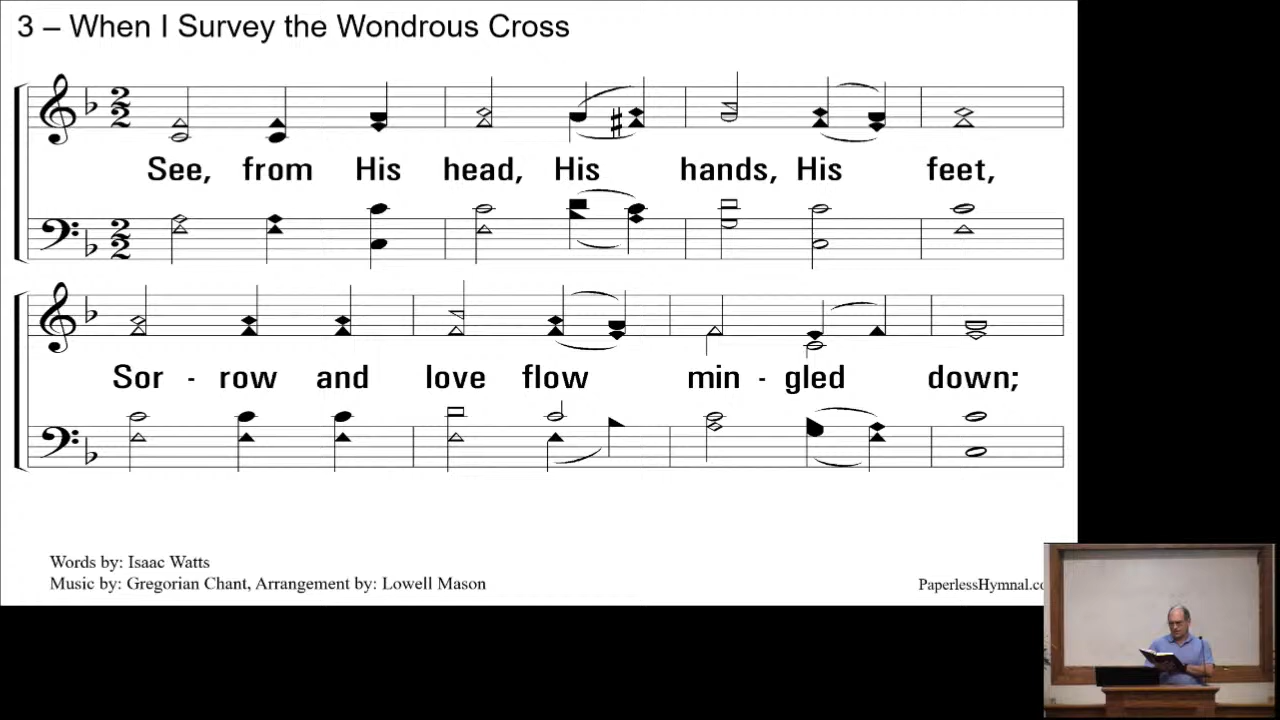 3 – When I Survey the Wondrous Cross
See, from His head, His hands, His feet,
Sor - row and love flow min - gled down;
Words by: Isaac Watts
Music by: Gregorian Chant, Arrangement by: Lowell Mason
PaperlessHymnal.co